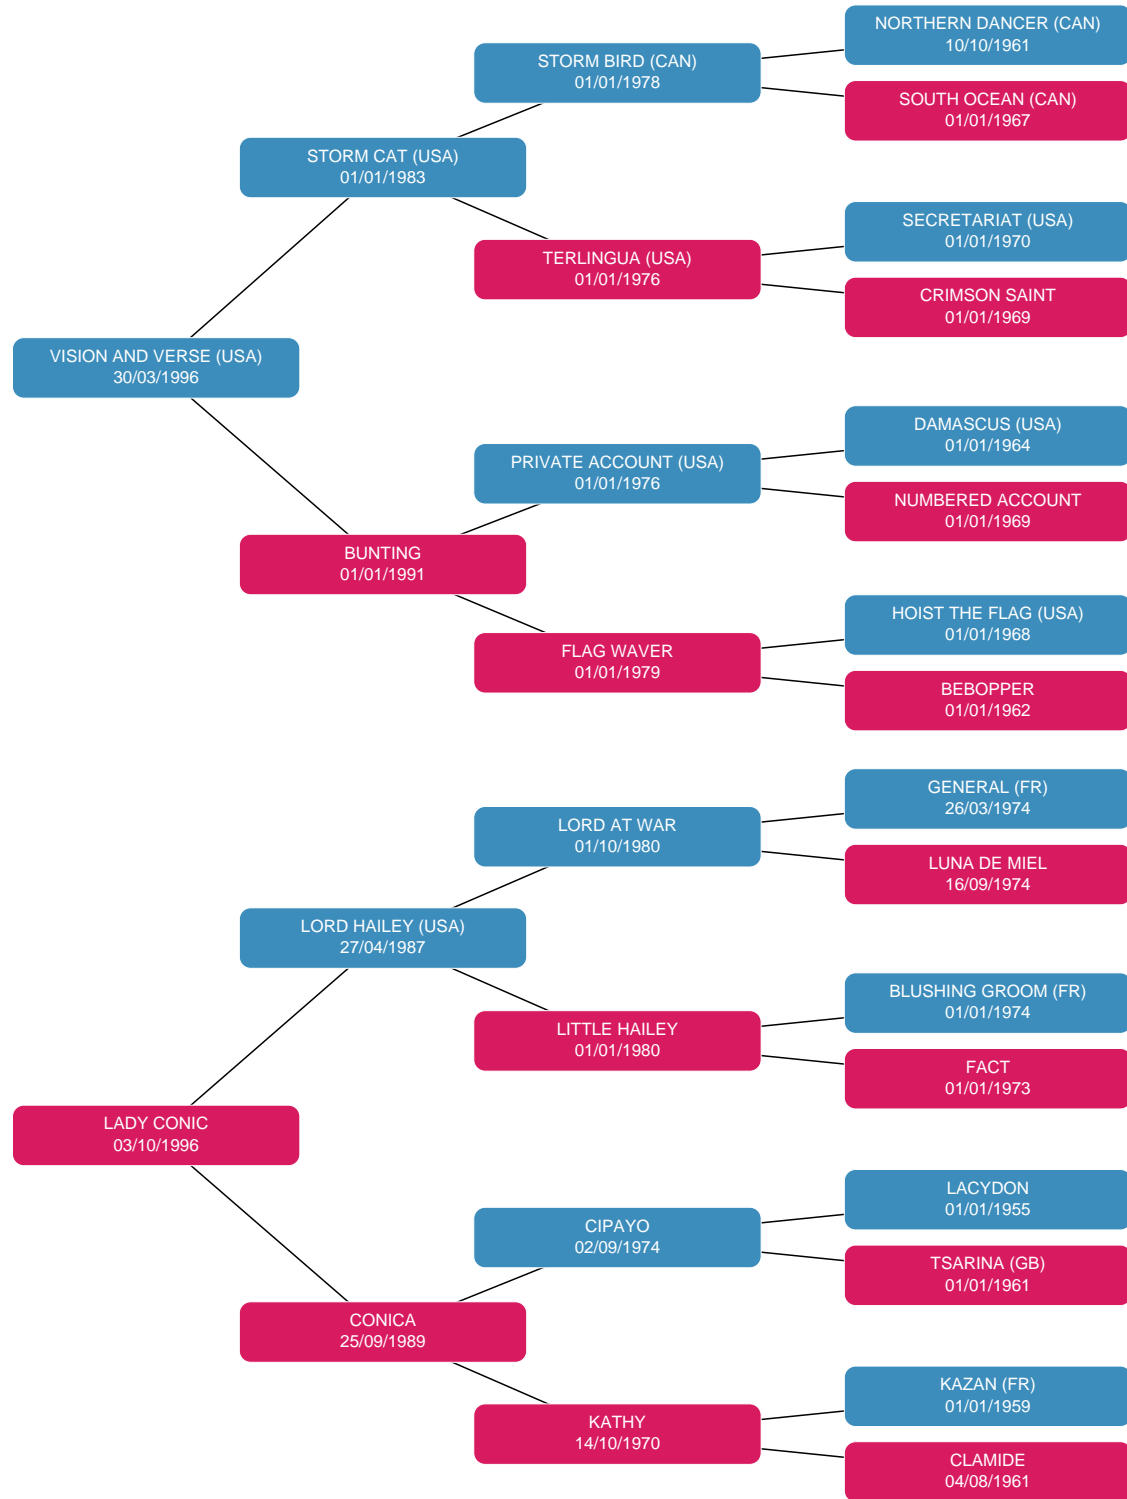 NORTHERN DANCER (CAN)
10/10/1961
STORM BIRD (CAN)
01/01/1978
SOUTH OCEAN (CAN)
01/01/1967
STORM CAT (USA)
01/01/1983
SECRETARIAT (USA)
01/01/1970
TERLINGUA (USA)
01/01/1976
CRIMSON SAINT
01/01/1969
VISION AND VERSE (USA)
30/03/1996
DAMASCUS (USA)
01/01/1964
PRIVATE ACCOUNT (USA)
01/01/1976
NUMBERED ACCOUNT
01/01/1969
BUNTING
01/01/1991
HOIST THE FLAG (USA)
01/01/1968
FLAG WAVER
01/01/1979
BEBOPPER
01/01/1962
GENERAL (FR)
26/03/1974
LORD AT WAR
01/10/1980
LUNA DE MIEL
16/09/1974
LORD HAILEY (USA)
27/04/1987
BLUSHING GROOM (FR)
01/01/1974
LITTLE HAILEY
01/01/1980
FACT
01/01/1973
LADY CONIC
03/10/1996
LACYDON
01/01/1955
CIPAYO
02/09/1974
TSARINA (GB)
01/01/1961
CONICA
25/09/1989
KAZAN (FR)
01/01/1959
KATHY
14/10/1970
CLAMIDE
04/08/1961